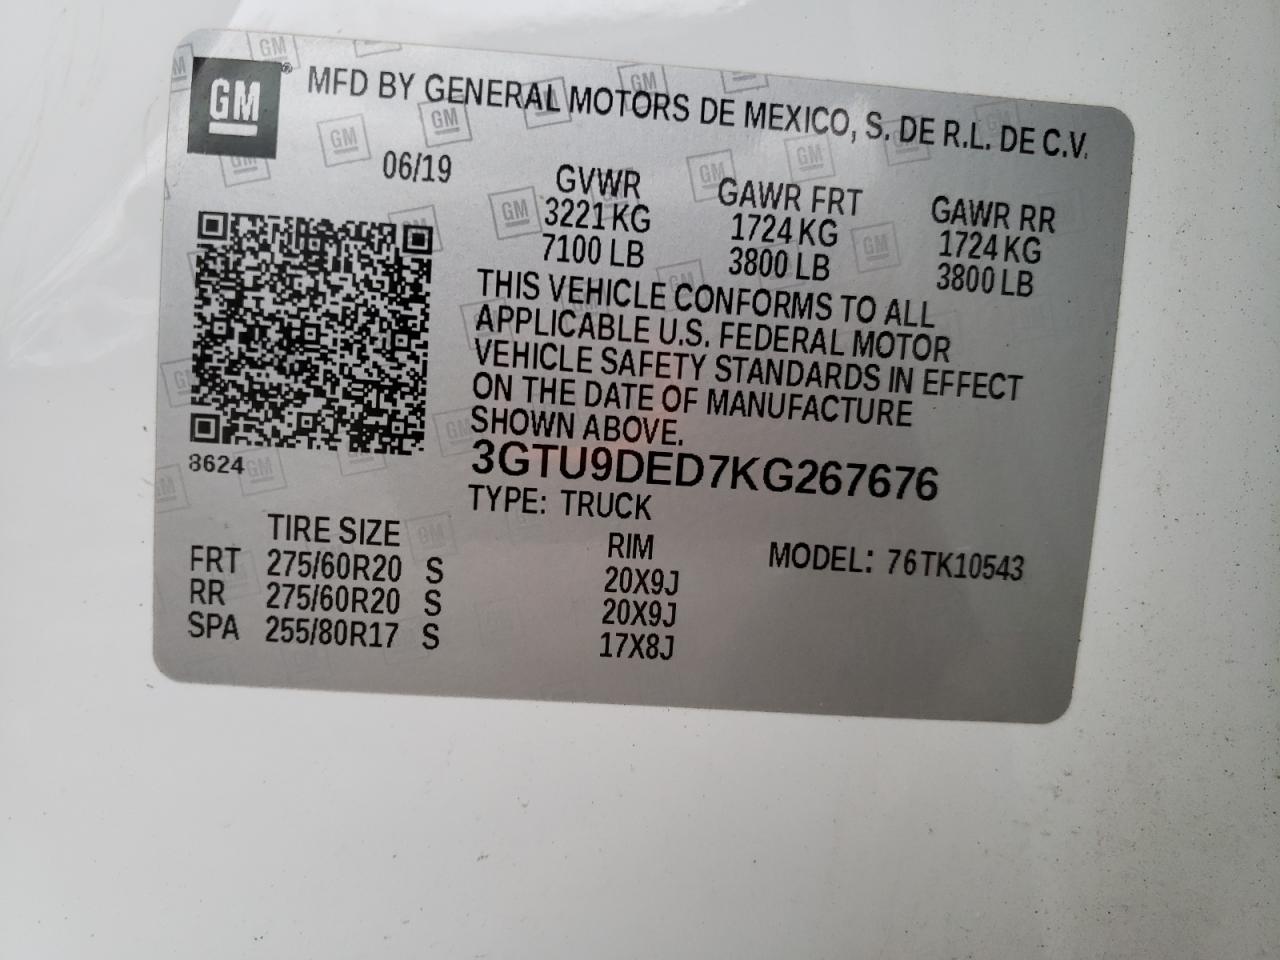 GM
MFD BY GENERAL MOTORS DE MEXICO, S. DE R.L. DE C.V.
06/19
GVWR
3221 KG
7100 LB
GAWR FRT
1724 KG
3800 LB
GAWR RR
1724 KG
3800 LB
THIS VEHICLE CONFORMS TO ALL
APPLICABLE U.S. FEDERAL MOTOR
VEHICLE SAFETY STANDARDS IN EFFECT
ON THE DATE OF MANUFACTURE
SHOWN ABOVE.
8624
3GTU9DED7KG267676
TYPE: TRUCK
TIRE SIZE RIM MODEL: 76TK10543
FRT 275/60R20 S 20X9J
RR 275/60R20 S 20X9J
SPA 255/80R17 S 17X8J